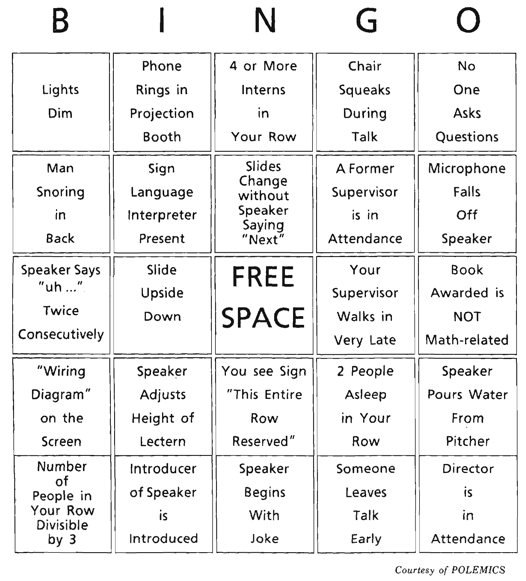 B I N G O
Lights
Dim
Phone
Rings in
Projection
Booth
4 or More
Interns
in
Your Row
Chair
Squeaks
During
Talk
No
One
Asks
Questions
Man
Snoring
in
Back
Sign
Language
Interpreter
Present
Slides
Change
without
Speaker
Saying
"Next"
A Former
Supervisor
is in
Attendance
Microphone
Falls
Off
Speaker
Speaker Says
"uh ..."
Twice
Consecutively
Slide
Upside
Down
FREE
SPACE
Your
Supervisor
Walks in
Very Late
Book
Awarded is
NOT
Math-related
"Wiring
Diagram"
on the
Screen
Speaker
Adjusts
Height of
Lectern
You see Sign
"This Entire
Row
Reserved"
2 People
Asleep
in Your
Row
Speaker
Pours Water
From
Pitcher
Number
of
People in
Your Row
Divisible
by 3
Introducer
of Speaker
is
Introduced
Speaker
Begins
With
Joke
Someone
Leaves
Talk
Early
Director
is
in
Attendance
Courtesy of POLEMICS